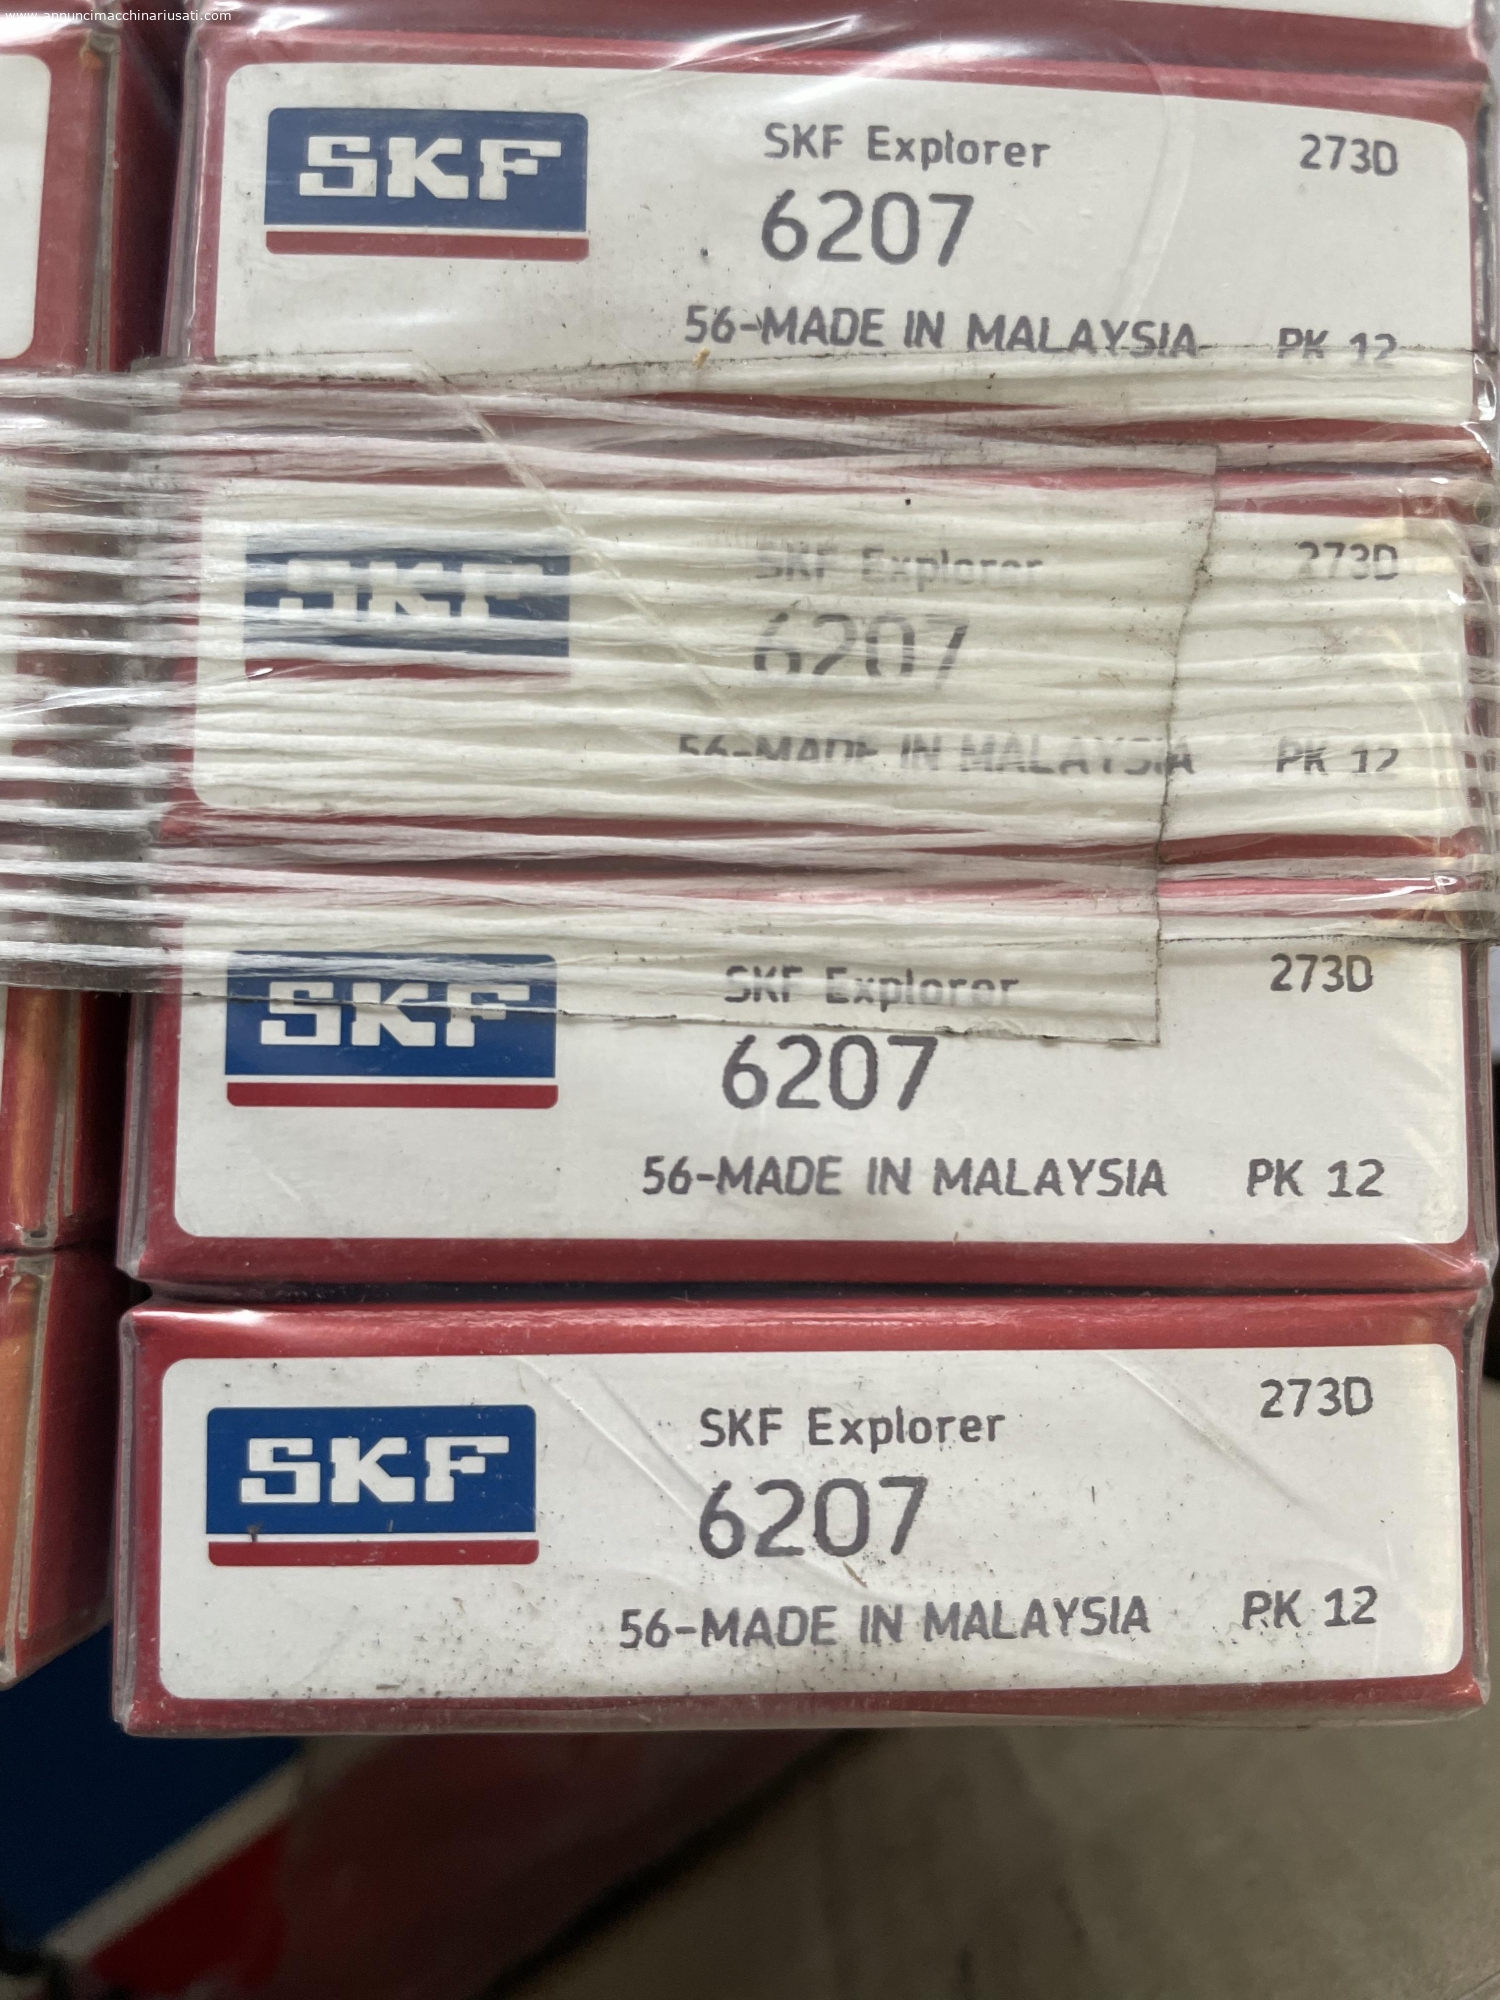 www.annuncimacchinariusati.com
SKF
SKF Explorer
273D
6207
56-MADE IN MALAYSIA
PK 12
SKF
SKF Explorer
273D
6207
56-MADE IN MALAYSIA
PK 12
SKF
SKF Explorer
273D
6207
56-MADE IN MALAYSIA
PK 12
SKF
SKF Explorer
273D
6207
56-MADE IN MALAYSIA
PK 12